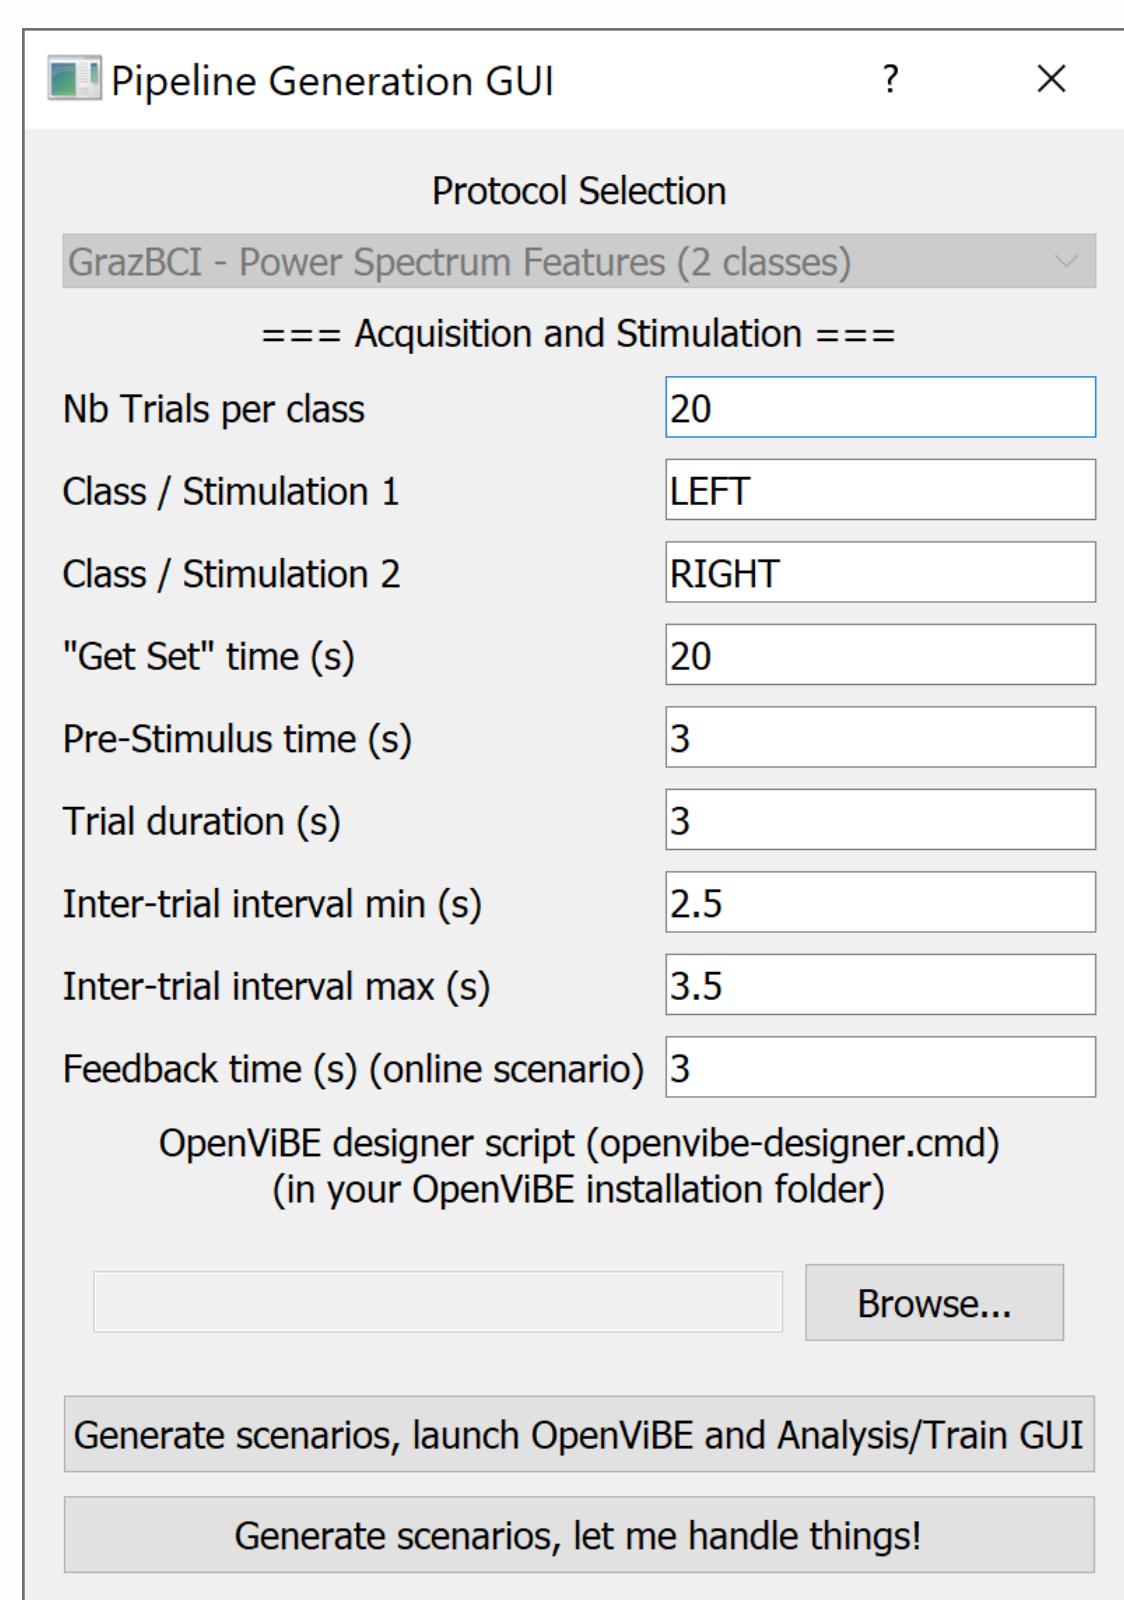 Pipeline Generation GUI ?
Protocol Selection
GrazBCI - Power Spectrum Features (2 classes)
=== Acquisition and Stimulation ===
Nb Trials per class 20
Class / Stimulation 1 LEFT
Class / Stimulation 2 RIGHT
"Get Set" time (s) 20
Pre-Stimulus time (s) 3
Trial duration (s) 3
Inter-trial interval min (s) 2.5
Inter-trial interval max (s) 3.5
Feedback time (s) (online scenario) 3
OpenViBE designer script (openvibe-designer.cmd)
(in your OpenViBE installation folder)
Browse...
Generate scenarios, launch OpenViBE and Analysis/Train GUI
Generate scenarios, let me handle things!